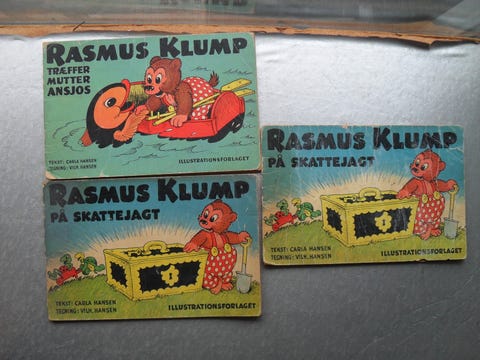 RASMUS KLUMP
TRÆFFER
MUTTER
ANSJOS
TEKST: CARLA HANSEN
TEGNING: VILH. HANSEN
ILLUSTRATIONSFORLAGET
RASMUS KLUMP
PÅ SKATTEJAGT
TEKST: CARLA HANSEN
TEGNING: VILH. HANSEN
ILLUSTRATIONSFORLAGET
RASMUS KLUMP
PÅ SKATTEJAGT
TEKST: CARLA HANSEN
TEGNING: VILH. HANSEN
ILLUSTRATIONSFORLAGET